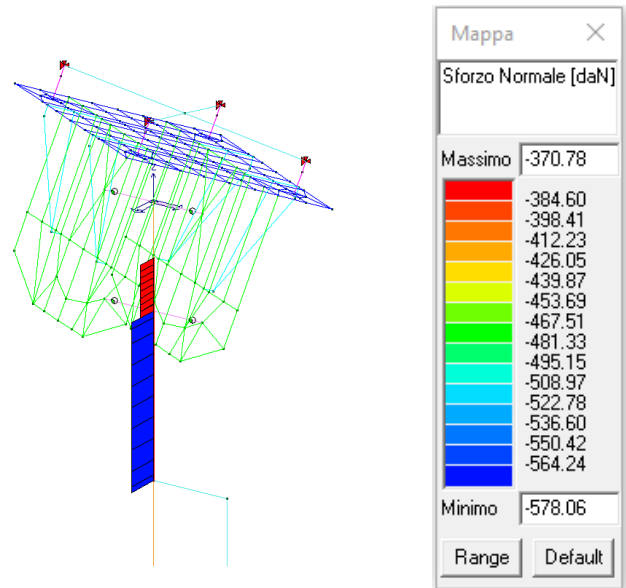 Mappa
Sforzo Normale [daN]
Massimo -370.78
-384.60
-398.41
-412.23
-426.05
-439.87
-453.69
-467.51
-481.33
-495.15
-508.97
-522.78
-536.60
-550.42
-564.24
Minimo -578.06
Range Default